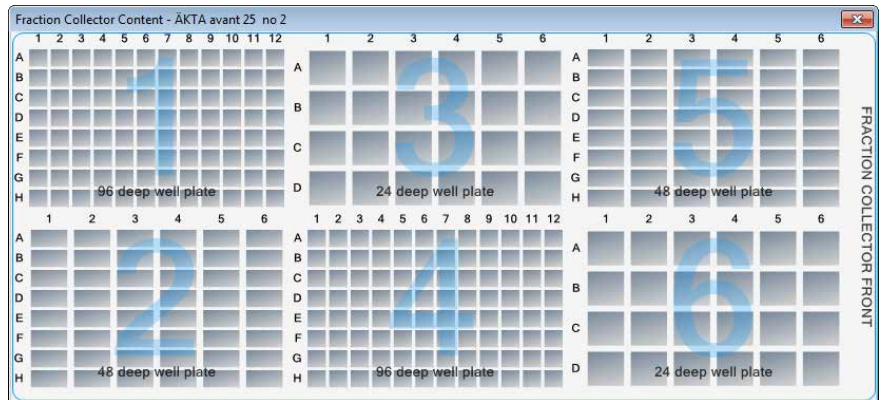 Fraction Collector Content - ÄKTA avant 25 no 2
1 2 3 4 5 6 7 8 9 10 11 12
A
B
C
D
E
F
G
H
1
96 deep well plate
1 2 3 4 5 6
A
B
C
D
3
24 deep well plate
1 2 3 4 5 6
A
B
C
D
E
F
G
H
5
48 deep well plate
1 2 3 4 5 6
A
B
C
D
E
F
G
H
2
48 deep well plate
1 2 3 4 5 6 7 8 9 10 11 12
A
B
C
D
E
F
G
H
4
96 deep well plate
1 2 3 4 5 6
A
B
C
D
6
24 deep well plate
FRACTION COLLECTOR FRONT